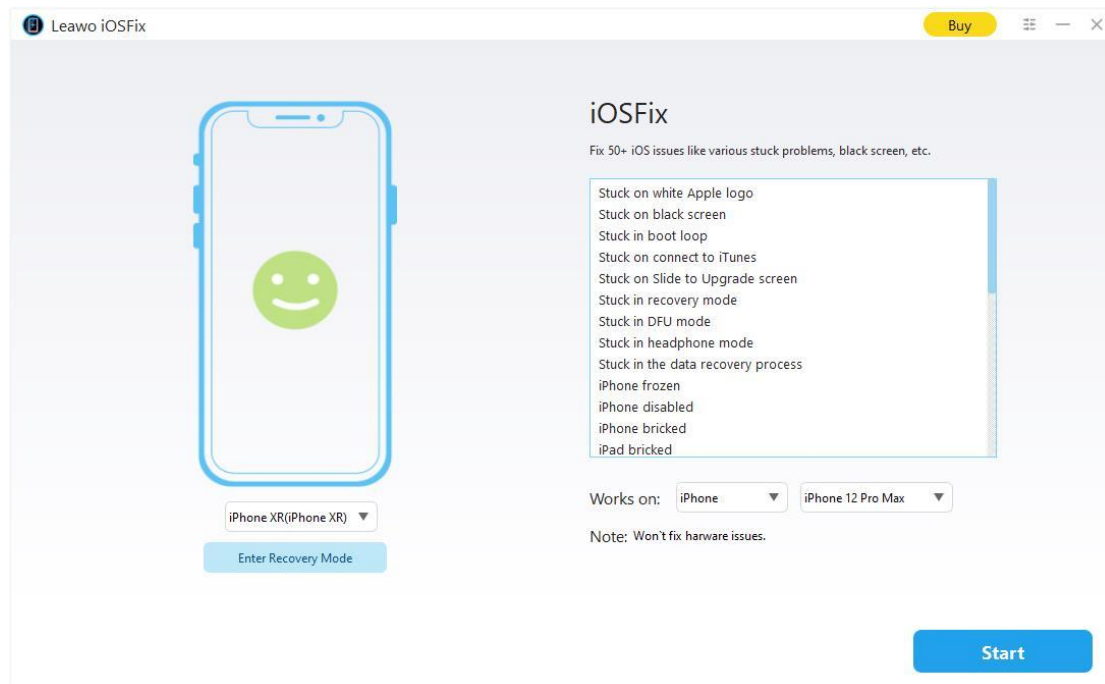 Leawo iOSFix
Buy
iOSFix
Fix 50+ iOS issues like various stuck problems, black screen, etc.
Stuck on white Apple logo
Stuck on black screen
Stuck in boot loop
Stuck on connect to iTunes
Stuck on Slide to Upgrade screen
Stuck in recovery mode
Stuck in DFU mode
Stuck in headphone mode
Stuck in the data recovery process
iPhone frozen
iPhone disabled
iPhone bricked
iPad bricked
Works on: iPhone iPhone 12 Pro Max
iPhone XR(iPhone XR)
Note: Won`t fix harware issues.
Enter Recovery Mode
Start